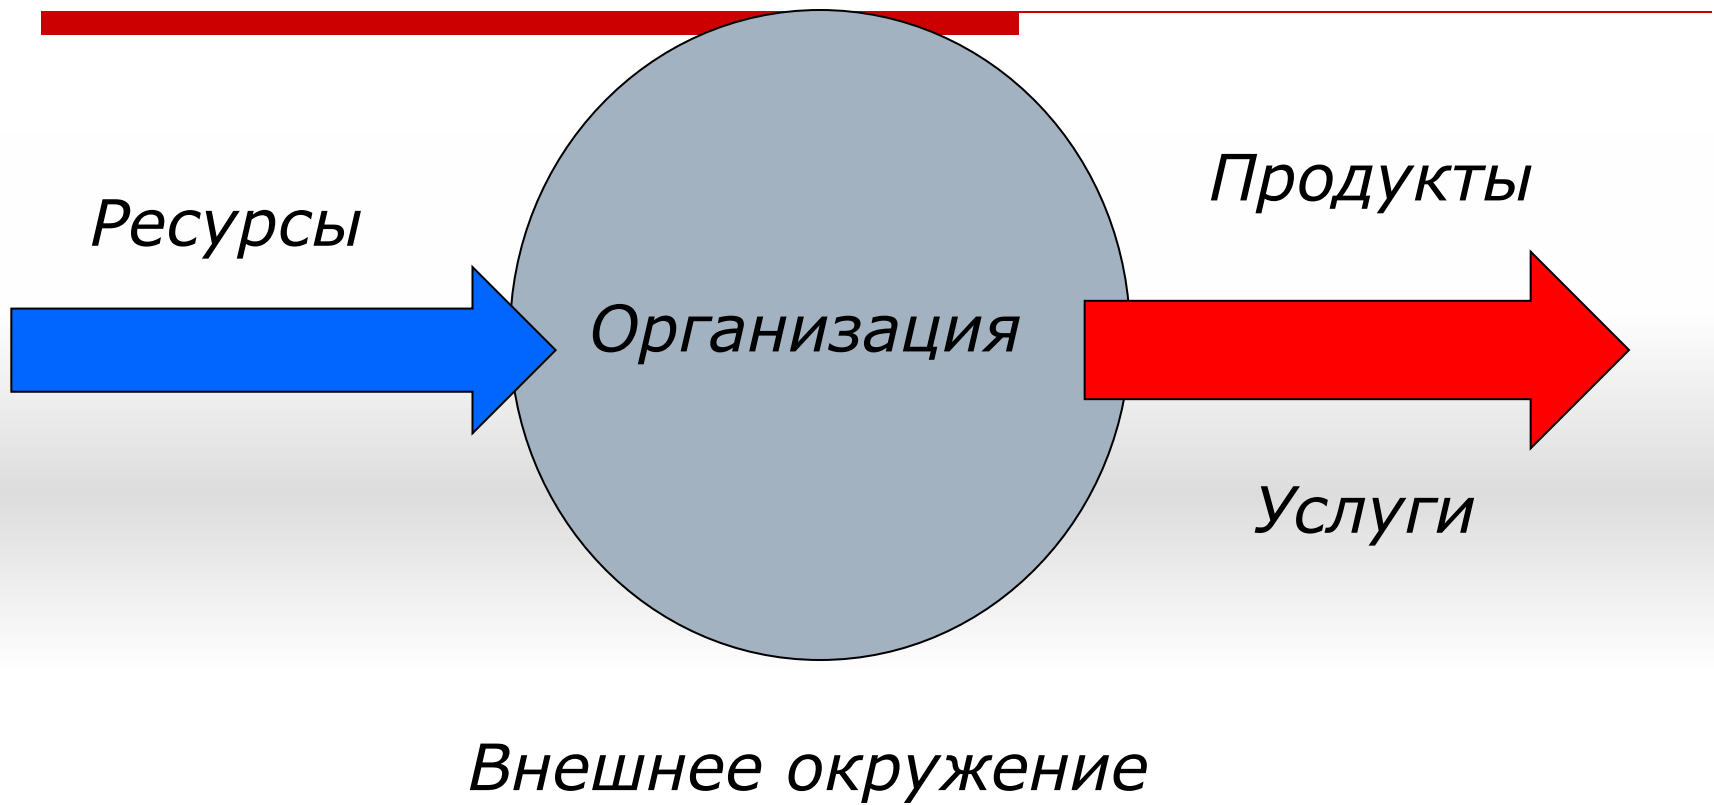 Ресурсы
Организация
Продукты
Услуги
Внешнее окружение